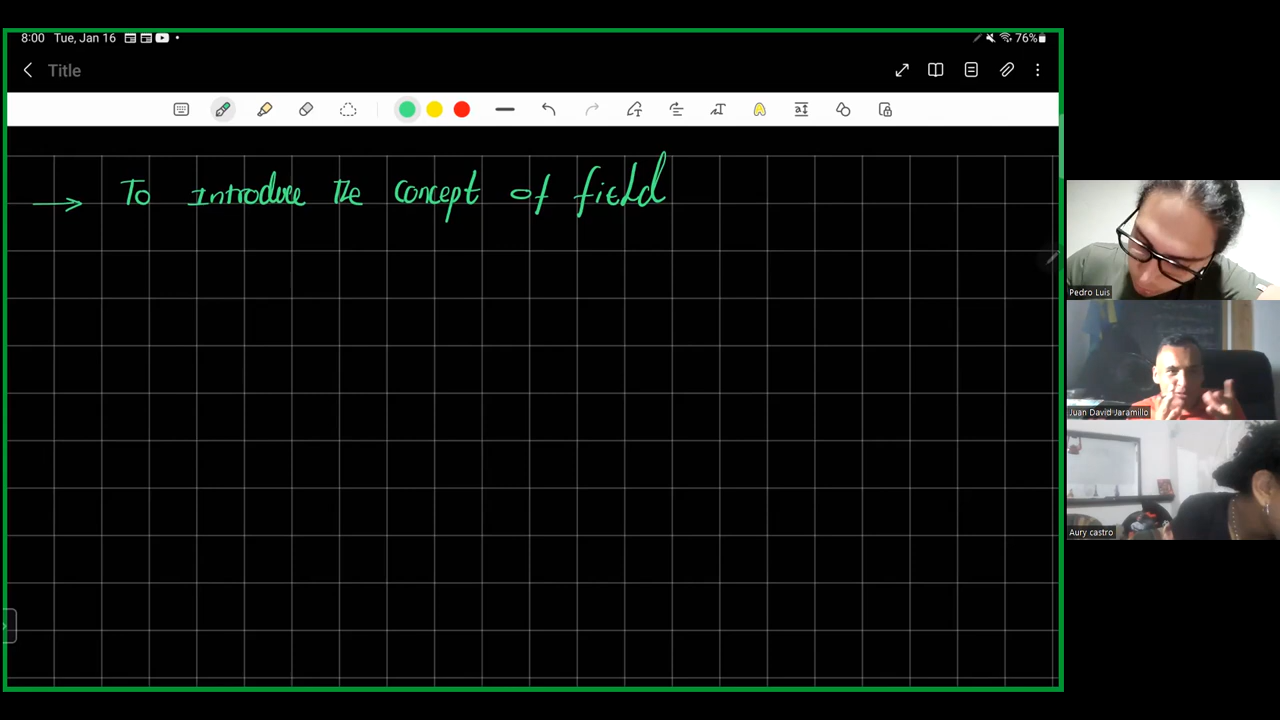 8:00 Tue, Jan 16 76%
Title
→ To Introduce the concept of field
Pedro Luis
Juan David Jaramillo
Aury castro